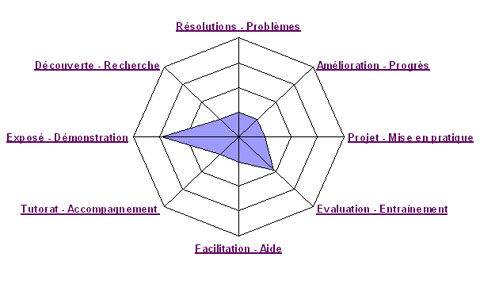 Résolutions - Problèmes
Découverte - Recherche
Amélioration - Progrès
Exposé - Démonstration
Projet - Mise en pratique
Tutorat - Accompagnement
Evaluation - Entraînement
Facilitation - Aide